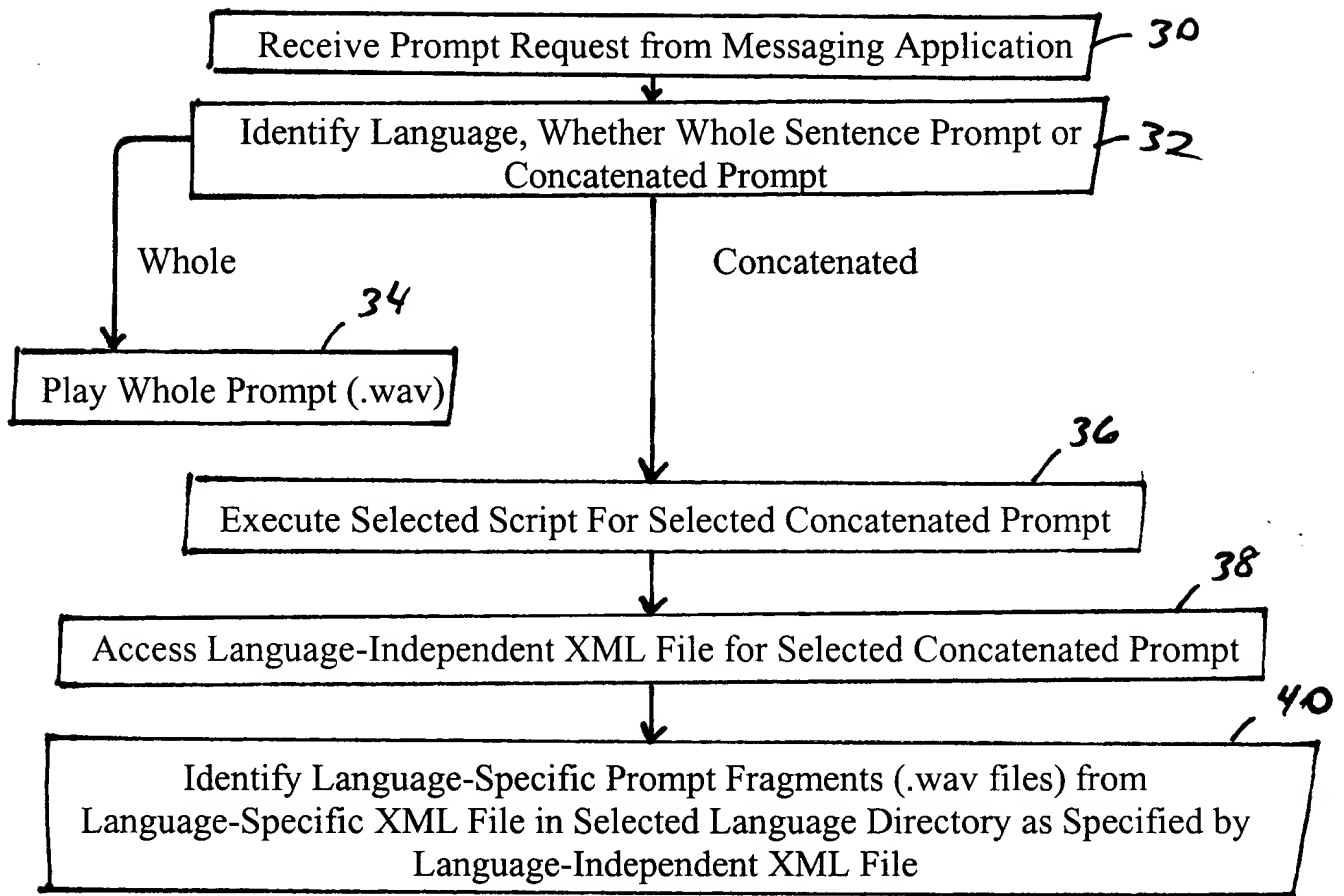 Receive Prompt Request from Messaging Application
30
Identify Language, Whether Whole Sentence Prompt or
Concatenated Prompt
32
Whole
Concatenated
34
Play Whole Prompt (.wav)
36
Execute Selected Script For Selected Concatenated Prompt
38
Access Language-Independent XML File for Selected Concatenated Prompt
40
Identify Language-Specific Prompt Fragments (.wav files) from
Language-Specific XML File in Selected Language Directory as Specified by
Language-Independent XML File